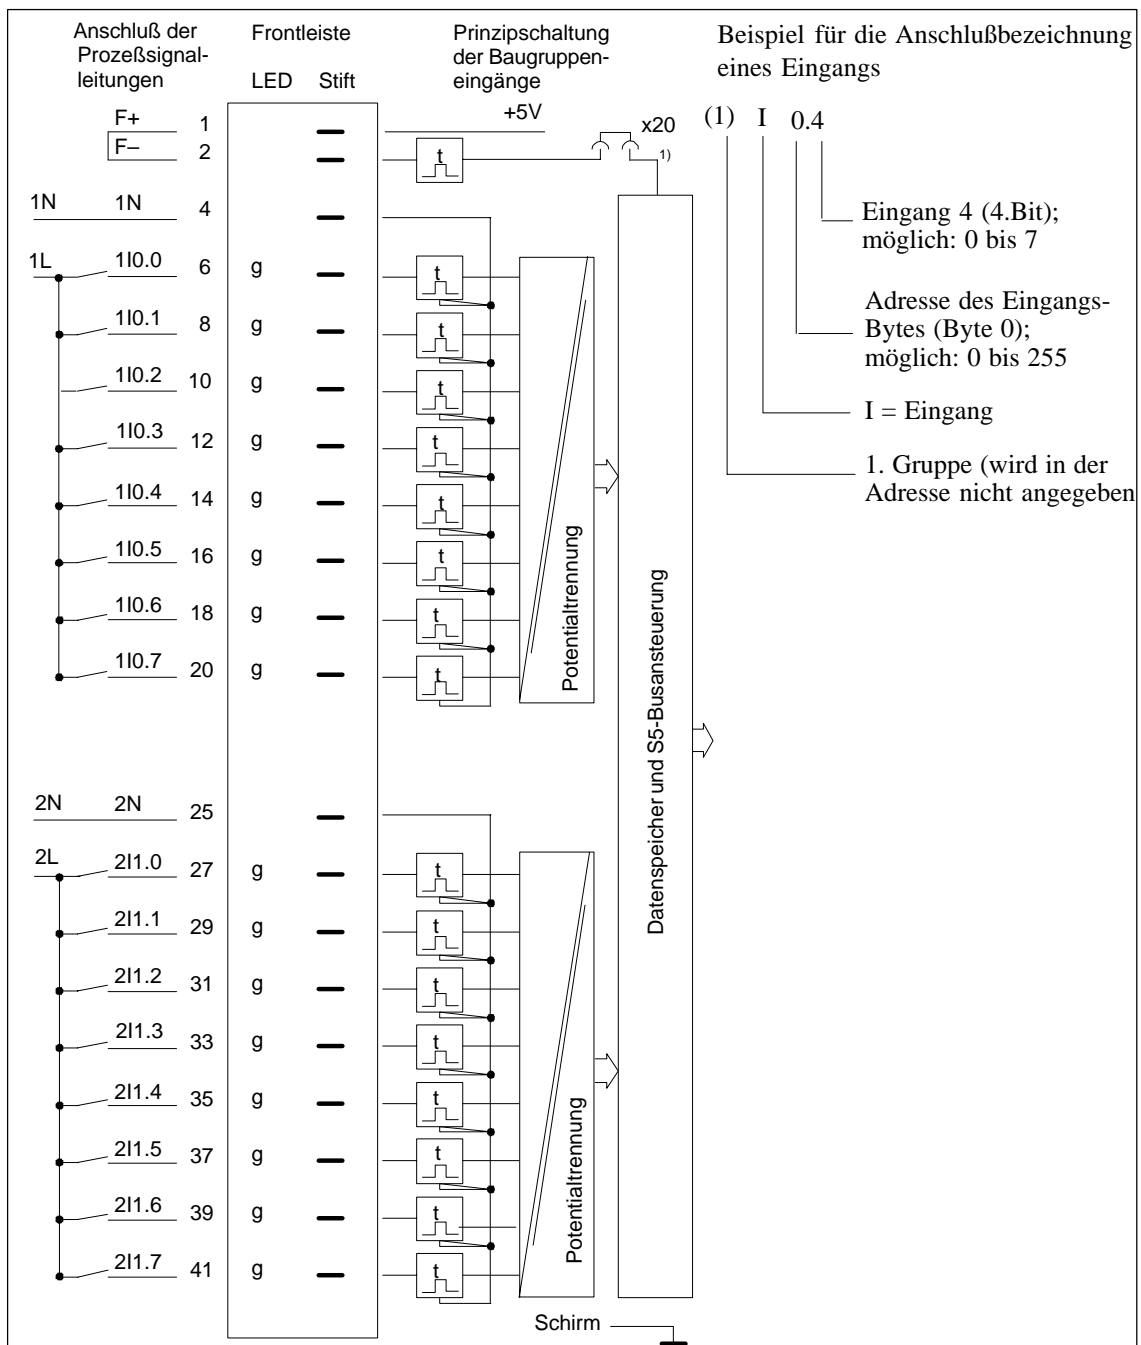 Anschluß der
Prozeßsignal-
leitungen
Frontleiste
LED Stift
Prinzipschaltung
der Baugruppen-
eingänge
Beispiel für die Anschlußbezeichnung
eines Eingangs
F+ 1
+5V
F– 2
t
x20
1)
(1) I 0.4
Eingang 4 (4.Bit);
möglich: 0 bis 7
Adresse des Eingangs-
Bytes (Byte 0);
möglich: 0 bis 255
I = Eingang
1. Gruppe (wird in der
Adresse nicht angegeben
1N 1N 4
1L 1I0.0 6 g t
1I0.1 8 g t
1I0.2 10 g t
1I0.3 12 g t
1I0.4 14 g t
1I0.5 16 g t
1I0.6 18 g t
1I0.7 20 g t
Potentialtrennung
Datenspeicher und S5-Busansteuerung
2N 2N 25
2L 2I1.0 27 g t
2I1.1 29 g t
2I1.2 31 g t
2I1.3 33 g t
2I1.4 35 g t
2I1.5 37 g t
2I1.6 39 g t
2I1.7 41 g t
Potentialtrennung
Schirm